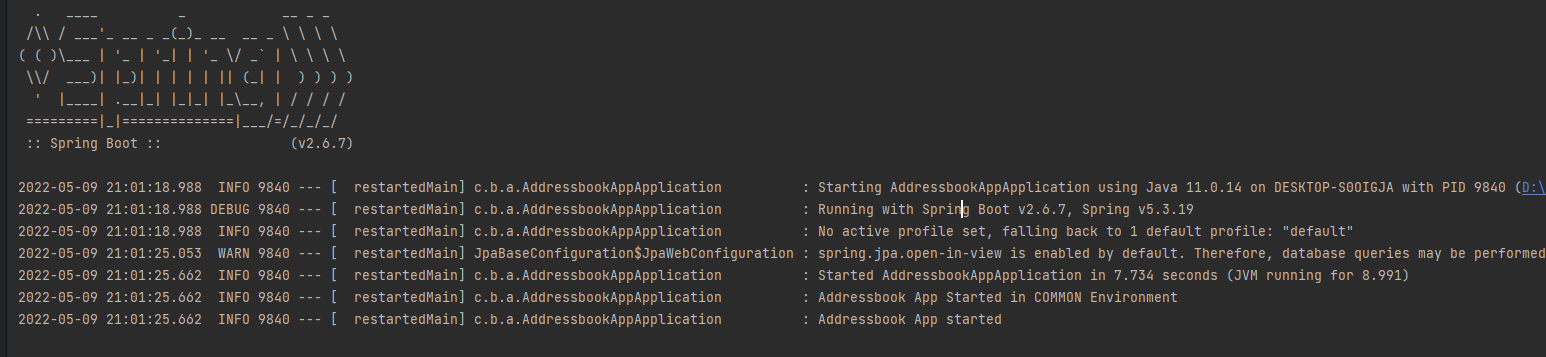 .   ____          _            __ _ _
 /\\ / ___'_ __ _ _(_)_ __  __ _ \ \ \ \
( ( )\___ | '_ | '_| | '_ \/ _` | \ \ \ \
 \\/  ___)| |_)| | | | | || (_| |  ) ) ) )
  '  |____| .__|_| |_|_| |_\__, | / / / /
 =========|_|==============|___/=/_/_/_/
 :: Spring Boot ::                (v2.6.7)
2022-05-09 21:01:18.988  INFO 9840 --- [  restartedMain] c.b.a.AddressbookAppApplication          : Starting AddressbookAppApplication using Java 11.0.14 on DESKTOP-S0OIGJA with PID 9840 (D:\
2022-05-09 21:01:18.988 DEBUG 9840 --- [  restartedMain] c.b.a.AddressbookAppApplication          : Running with Spring Boot v2.6.7, Spring v5.3.19
2022-05-09 21:01:18.988  INFO 9840 --- [  restartedMain] c.b.a.AddressbookAppApplication          : No active profile set, falling back to 1 default profile: "default"
2022-05-09 21:01:25.053  WARN 9840 --- [  restartedMain] JpaBaseConfiguration$JpaWebConfiguration : spring.jpa.open-in-view is enabled by default. Therefore, database queries may be performed
2022-05-09 21:01:25.662  INFO 9840 --- [  restartedMain] c.b.a.AddressbookAppApplication          : Started AddressbookAppApplication in 7.734 seconds (JVM running for 8.991)
2022-05-09 21:01:25.662  INFO 9840 --- [  restartedMain] c.b.a.AddressbookAppApplication          : Addressbook App Started in COMMON Environment
2022-05-09 21:01:25.662  INFO 9840 --- [  restartedMain] c.b.a.AddressbookAppApplication          : Addressbook App started